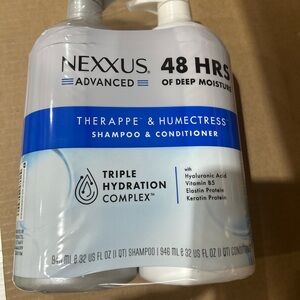 NEXXUS® 48 HRS
ADVANCED OF DEEP MOISTURE
THERAPPE & HUMECTRESS
SHAMPOO & CONDITIONER
TRIPLE
HYDRATION
COMPLEX™
with
Hyaluronic Acid
Vitamin B5
Elastin Protein
Keratin Protein
946 mL e 32 US FL OZ (1 QT) SHAMPOO | 946 mL e 32 US FL OZ (1 QT)